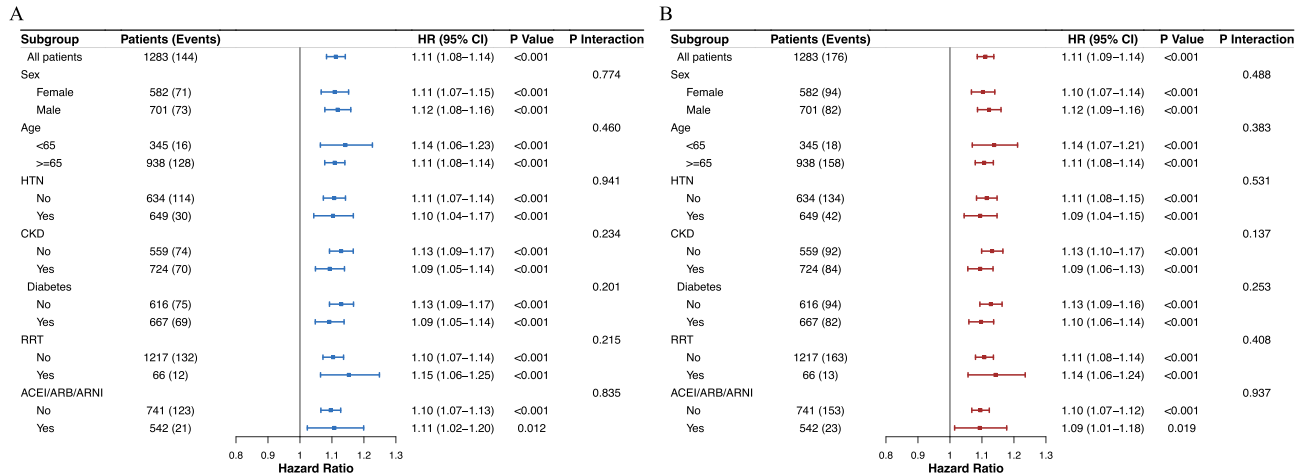 A
Subgroup Patients (Events) HR (95% CI) P Value P Interaction
All patients 1283 (144) 1.11 (1.08−1.14) <0.001
Sex 0.774
Female 582 (71) 1.11 (1.07−1.15) <0.001
Male 701 (73) 1.12 (1.08−1.16) <0.001
Age 0.460
<65 345 (16) 1.14 (1.06−1.23) <0.001
>=65 938 (128) 1.11 (1.08−1.14) <0.001
HTN 0.941
No 634 (114) 1.11 (1.07−1.14) <0.001
Yes 649 (30) 1.10 (1.04−1.17) <0.001
CKD 0.234
No 559 (74) 1.13 (1.09−1.17) <0.001
Yes 724 (70) 1.09 (1.05−1.14) <0.001
Diabetes 0.201
No 616 (75) 1.13 (1.09−1.17) <0.001
Yes 667 (69) 1.09 (1.05−1.14) <0.001
RRT 0.215
No 1217 (132) 1.10 (1.07−1.14) <0.001
Yes 66 (12) 1.15 (1.06−1.25) <0.001
ACEI/ARB/ARNI 0.835
No 741 (123) 1.10 (1.07−1.13) <0.001
Yes 542 (21) 1.11 (1.02−1.20) 0.012
0.8 0.9 1 1.1 1.2 1.3
Hazard Ratio
B
Subgroup Patients (Events) HR (95% CI) P Value P Interaction
All patients 1283 (176) 1.11 (1.09−1.14) <0.001
Sex 0.488
Female 582 (94) 1.10 (1.07−1.14) <0.001
Male 701 (82) 1.12 (1.09−1.16) <0.001
Age 0.383
<65 345 (18) 1.14 (1.07−1.21) <0.001
>=65 938 (158) 1.11 (1.08−1.14) <0.001
HTN 0.531
No 634 (134) 1.11 (1.08−1.15) <0.001
Yes 649 (42) 1.09 (1.04−1.15) <0.001
CKD 0.137
No 559 (92) 1.13 (1.10−1.17) <0.001
Yes 724 (84) 1.09 (1.06−1.13) <0.001
Diabetes 0.253
No 616 (94) 1.13 (1.09−1.16) <0.001
Yes 667 (82) 1.10 (1.06−1.14) <0.001
RRT 0.408
No 1217 (163) 1.11 (1.08−1.14) <0.001
Yes 66 (13) 1.14 (1.06−1.24) <0.001
ACEI/ARB/ARNI 0.937
No 741 (153) 1.10 (1.07−1.12) <0.001
Yes 542 (23) 1.09 (1.01−1.18) 0.019
0.8 0.9 1 1.1 1.2 1.3
Hazard Ratio